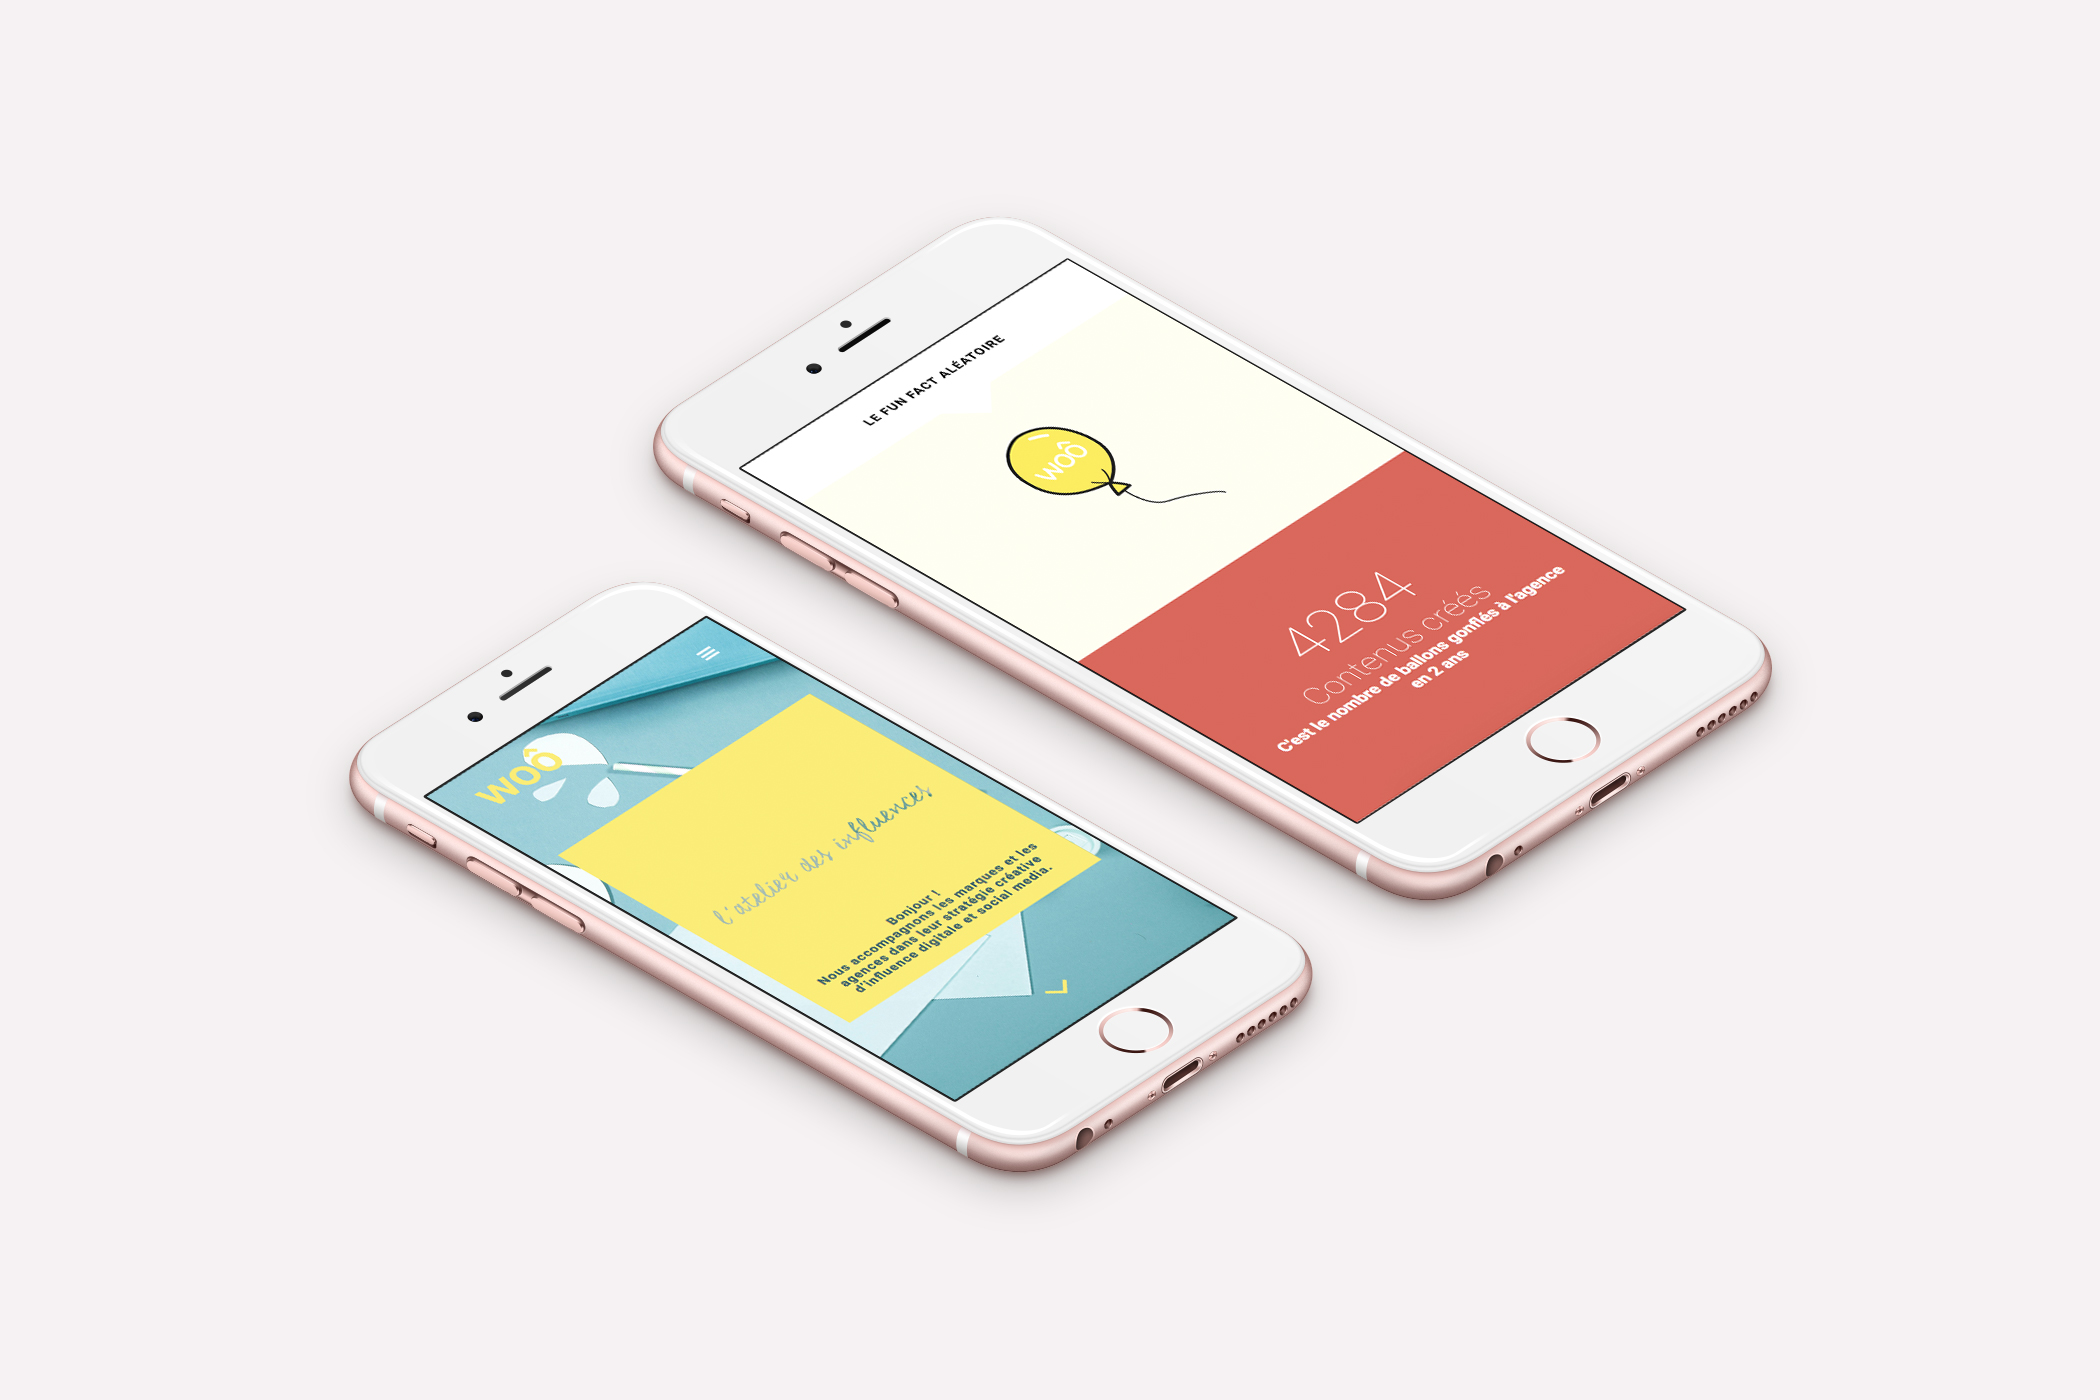 LE FUN FACT ALÉATOIRE
woô
4284
Contenus créés
C'est le nombre de ballons gonflés à l'agence
en 2 ans
woô
l'atelier des influences
Bonjour !
Nous accompagnons les marques et les
agences dans leur stratégie créative
d'influence digitale et social media.